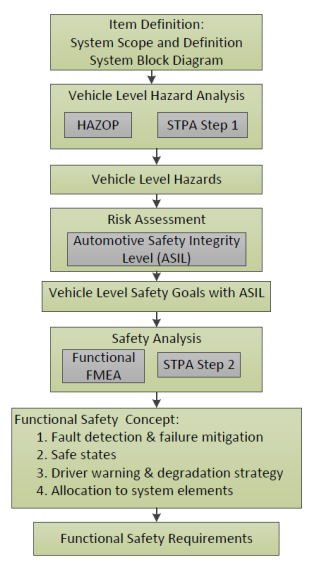 Item Definition:
System Scope and Definition
System Block Diagram
Vehicle Level Hazard Analysis
HAZOP
STPA Step 1
Vehicle Level Hazards
Risk Assessment
Automotive Safety Integrity
Level (ASIL)
Vehicle Level Safety Goals with ASIL
Safety Analysis
Functional
FMEA
STPA Step 2
Functional Safety Concept:
1. Fault detection & failure mitigation
2. Safe states
3. Driver warning & degradation strategy
4. Allocation to system elements
Functional Safety Requirements